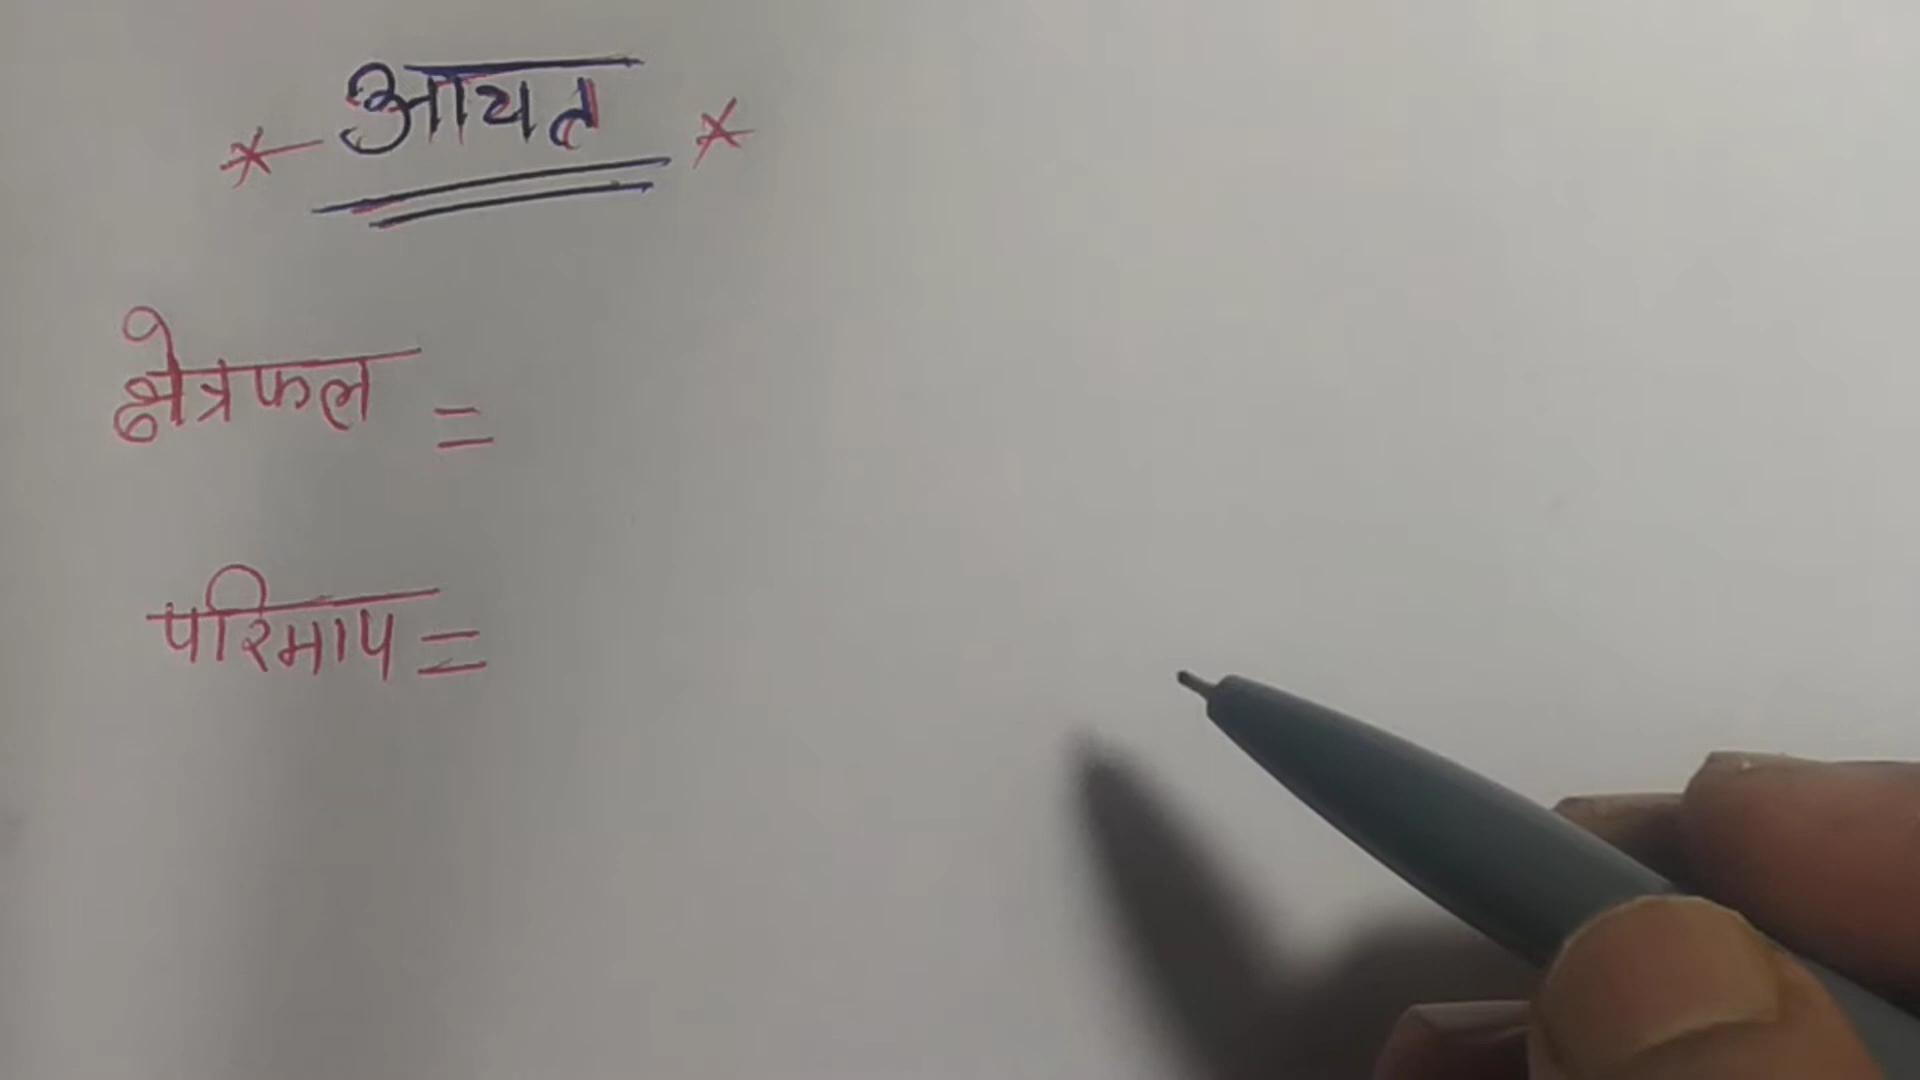 * आयत *
क्षेत्रफल =
परिमाप =